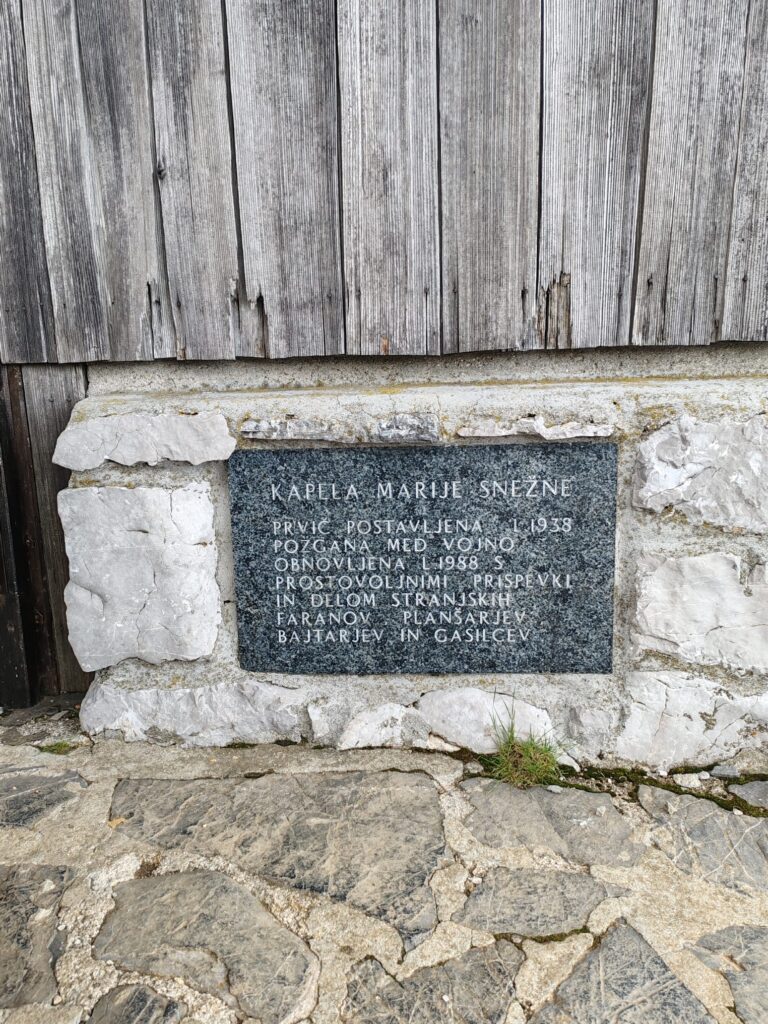 KAPELA MARIJE SNEŽNE
PRVIČ POSTAVLJENA L 1938
POŽGANA MED VOJNO
OBNOVLJENA L 1988 S
PROSTOVOLJNIMI PRISPEVKI
IN DELOM STRANJSKIH
FARANOV PLANŠARJEV
BAJTARJEV IN GASILCEV